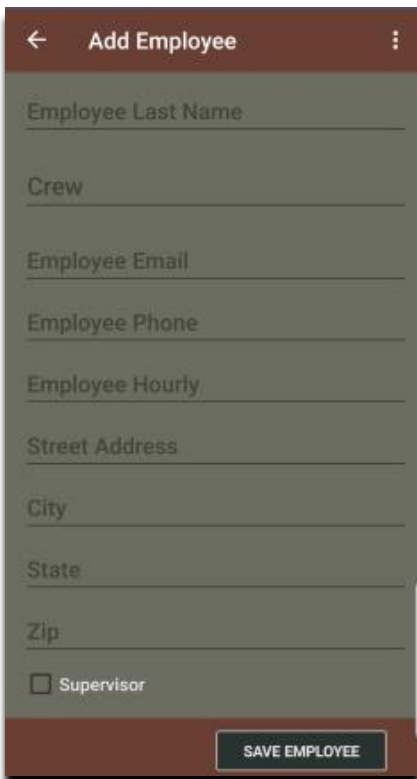 Add Employee
Employee Last Name
Crew
Employee Email
Employee Phone
Employee Hourly
Street Address
City
State
Zip
Supervisor
SAVE EMPLOYEE